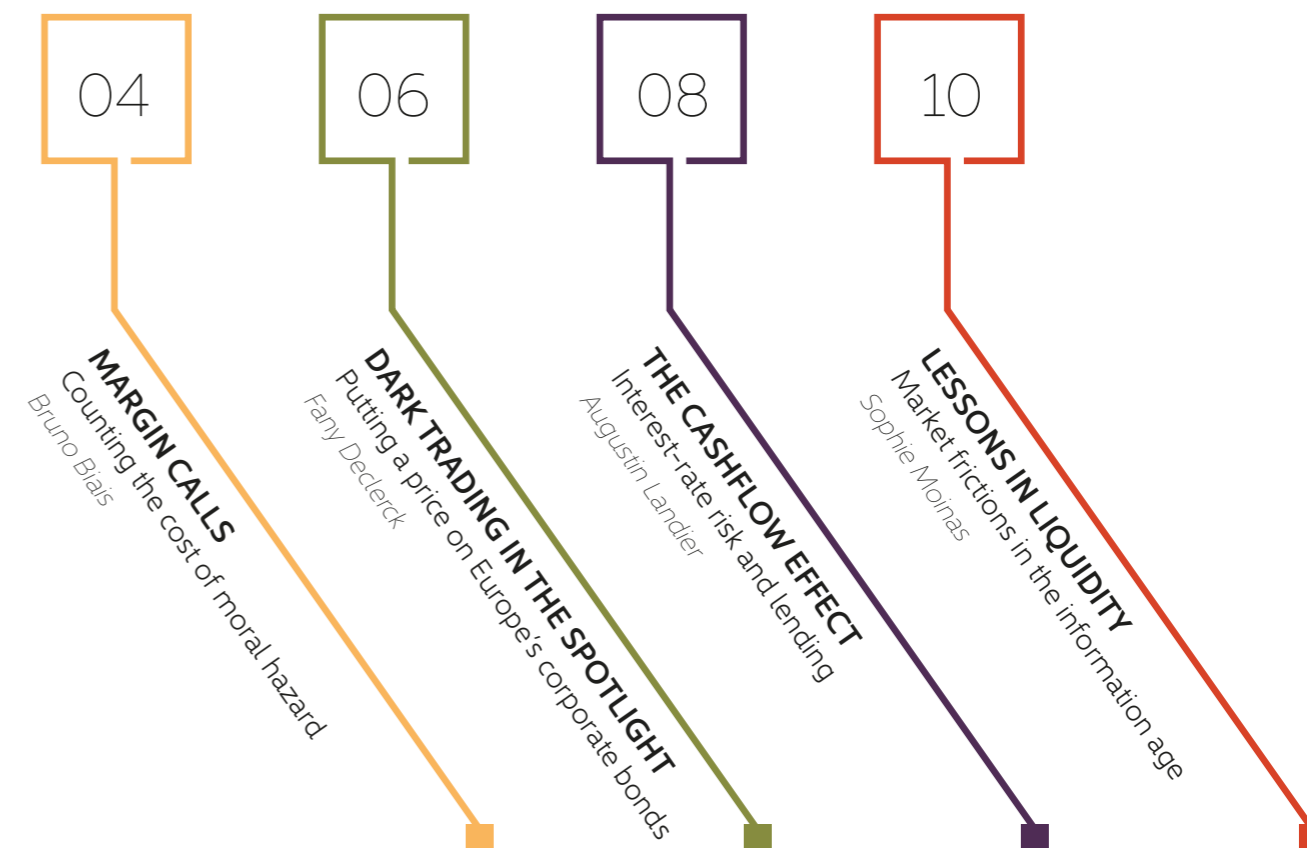 04
MARGIN CALLS
Counting the cost of moral hazard
Bruno Biais
06
DARK TRADING IN THE SPOTLIGHT
Putting a price on Europe's corporate bonds
Fany Declerck
08
THE CASHFLOW EFFECT
Interest-rate risk and lending
Augustin Landier
10
LESSONS IN LIQUIDITY
Market frictions in the information age
Sophie Moinas